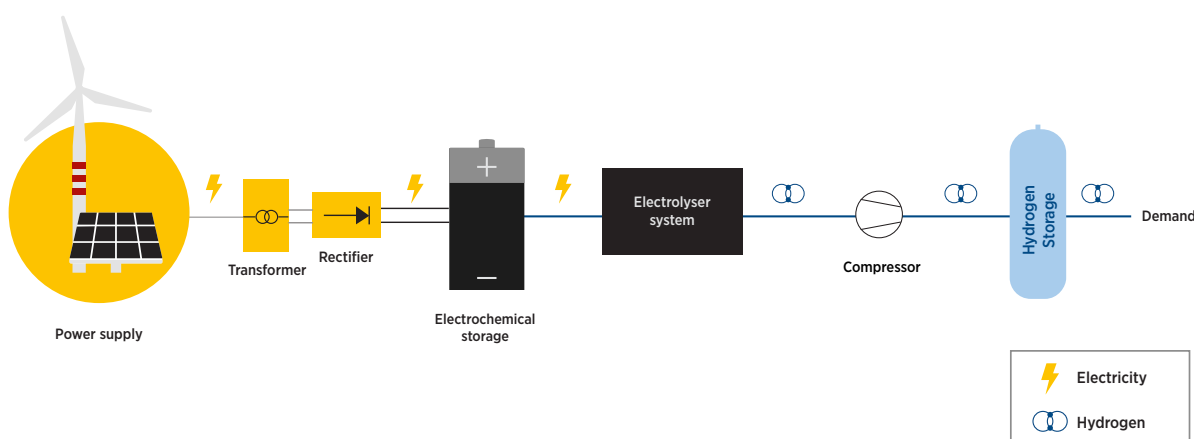 Power supply
Transformer
Rectifier
Electrochemical
storage
Electrolyser
system
Compressor
Hydrogen
Storage
Demand
Electricity
Hydrogen